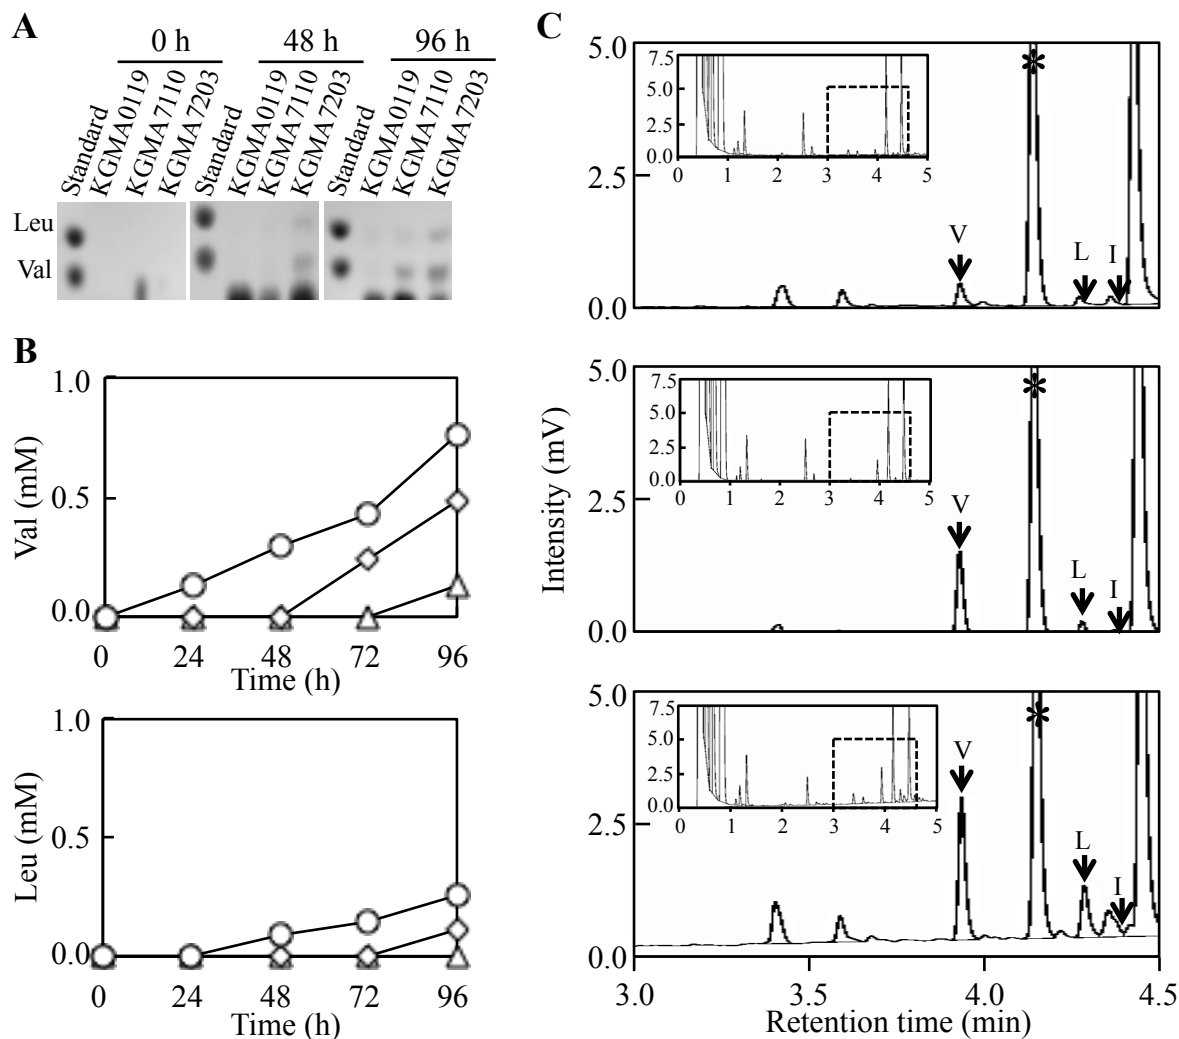 A
0 h
48 h
96 h
Standard
KGMA0119
KGMA7110
KGMA7203
Standard
KGMA0119
KGMA7110
KGMA7203
Standard
KGMA0119
KGMA7110
KGMA7203
Leu
Val
B
1.0
0.5
0.0
Val (mM)
0 24 48 72 96
Time (h)
1.0
0.5
0.0
Leu (mM)
0 24 48 72 96
Time (h)
C
Intensity (mV)
5.0
2.5
0.0
7.5
5.0
2.5
0.0
0 1 2 3 4 5
*
V
L
I
5.0
2.5
0.0
7.5
5.0
2.5
0.0
0 1 2 3 4 5
*
V
L
I
5.0
2.5
0.0
7.5
5.0
2.5
0.0
0 1 2 3 4 5
*
V
L
I
3.0 3.5 4.0 4.5
Retention time (min)